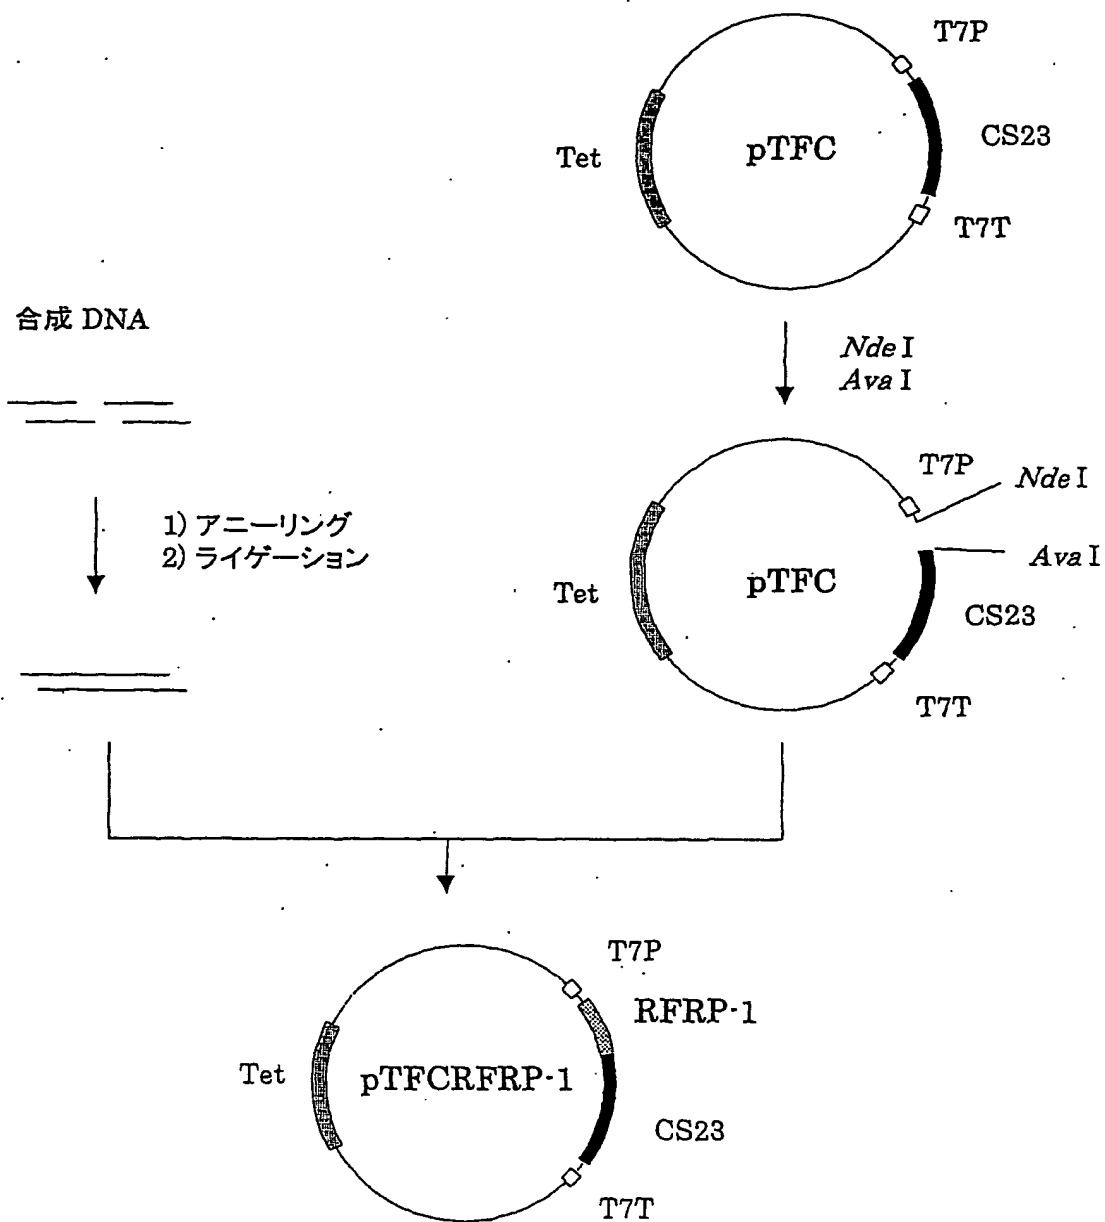 T7P
CS23
pTFC
Tet
T7T
合成 DNA
Nde I
Ava I
T7P
Nde I
1) アニーリング
2) ライゲーション
Ava I
pTFC
Tet
CS23
T7T
T7P
RFRP-1
Tet
pTFCRFRP-1
CS23
T7T